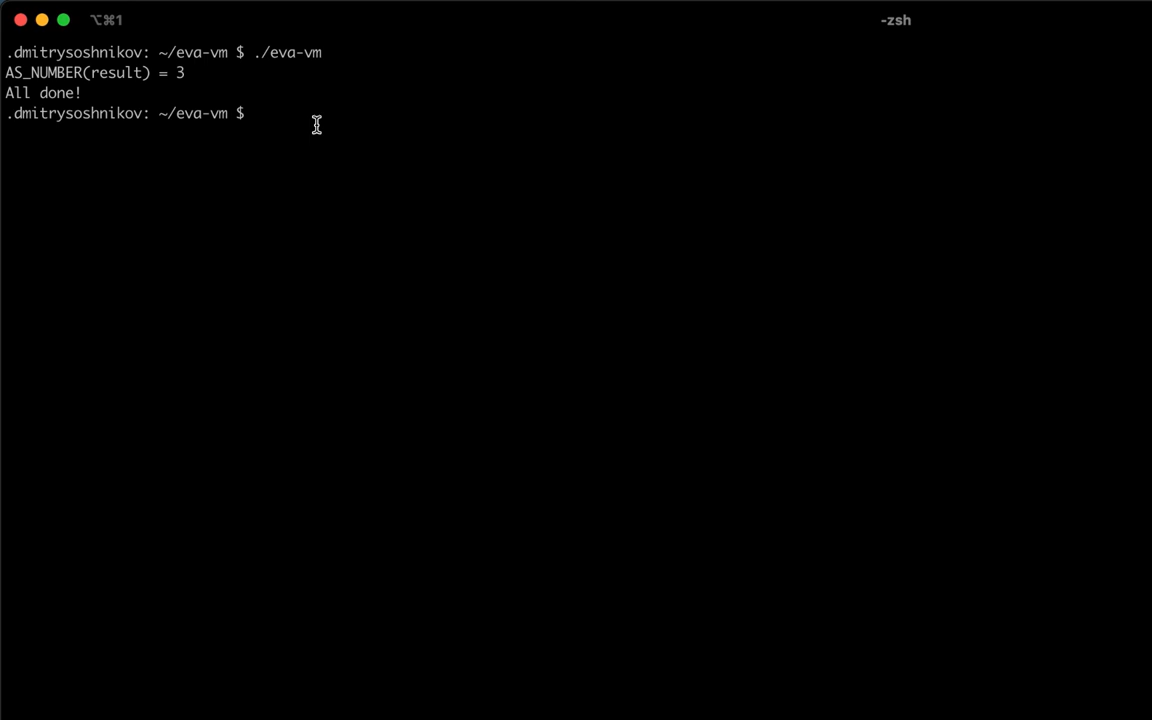 ⌥⌘1
-zsh
.dmitrysoshnikov: ~/eva-vm $ ./eva-vm
AS_NUMBER(result) = 3
All done!
.dmitrysoshnikov: ~/eva-vm $